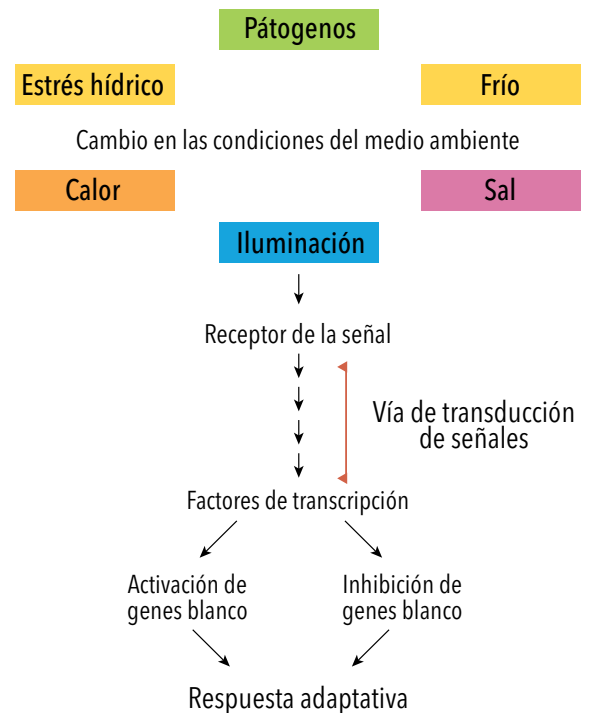 Pátogenos
Estrés hídrico
Frío
Cambio en las condiciones del medio ambiente
Calor
Sal
Iluminación
Receptor de la señal
Vía de transducción
de señales
Factores de transcripción
Activación de
genes blanco
Inhibición de
genes blanco
Respuesta adaptativa